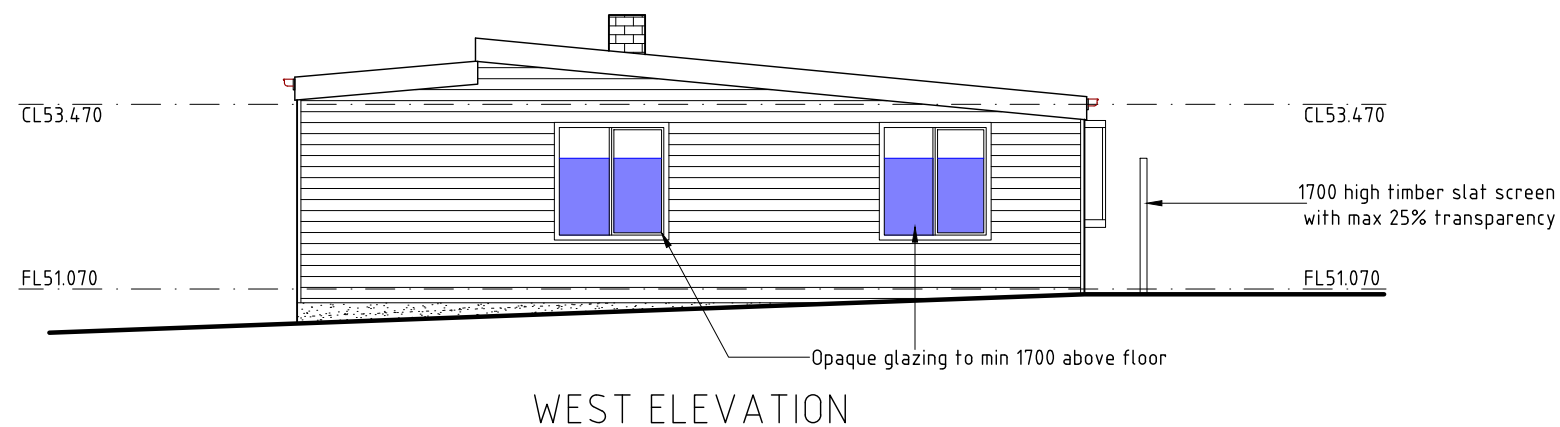 CL53.470
CL53.470
1700 high timber slat screen
with max 25% transparency
FL51.070
FL51.070
Opaque glazing to min 1700 above floor
WEST ELEVATION